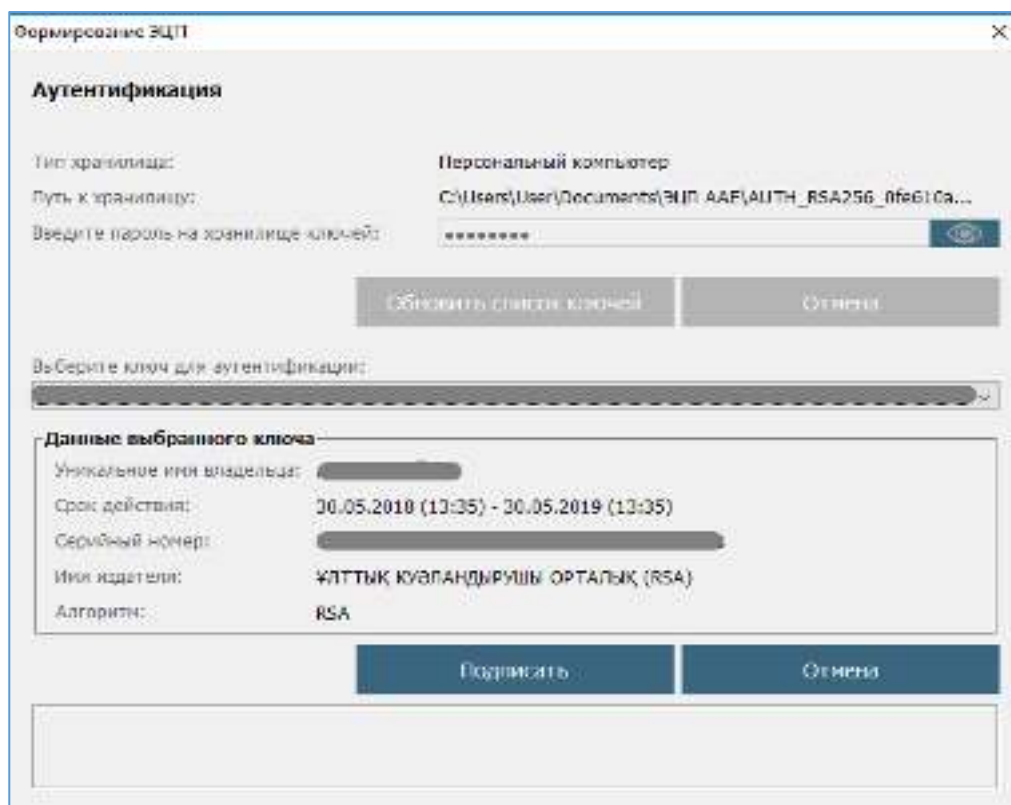 Формирование ЭЦП
Аутентификация
Тип хранилища: Персональный компьютер
Путь к хранилищу: C:\Users\User\Documents\ЭЦП ААЕ\AUTH_RSA256_0fe610a...
Введите пароль на хранилище ключей: ********
Обновить список ключей Отмена
Выберите ключ для аутентификации:
Данные выбранного ключа
Уникальное имя владельца:
Срок действия: 30.05.2018 (13:35) - 30.05.2019 (13:35)
Серийный номер:
Имя издателя: ҰЛТТЫҚ КУӘЛАНДЫРУШЫ ОРТАЛЫҚ (RSA)
Алгоритм: RSA
Подписать Отмена